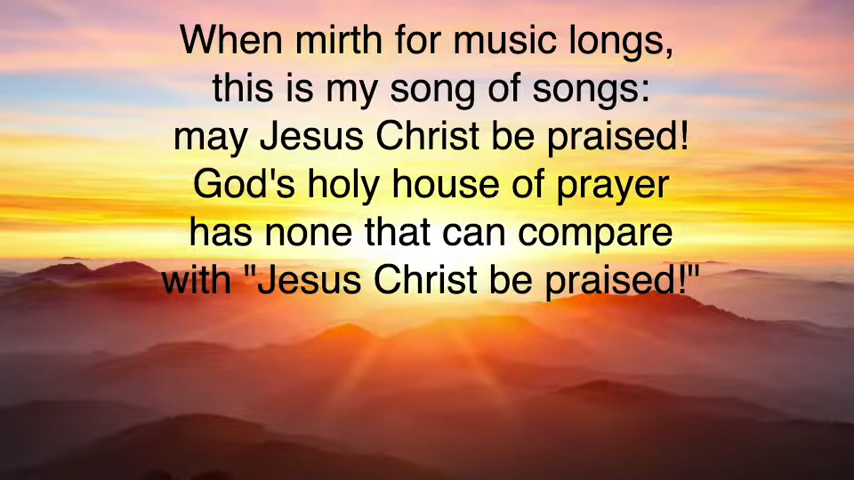 When mirth for music longs,
this is my song of songs:
may Jesus Christ be praised!
God's holy house of prayer
has none that can compare
with "Jesus Christ be praised!"